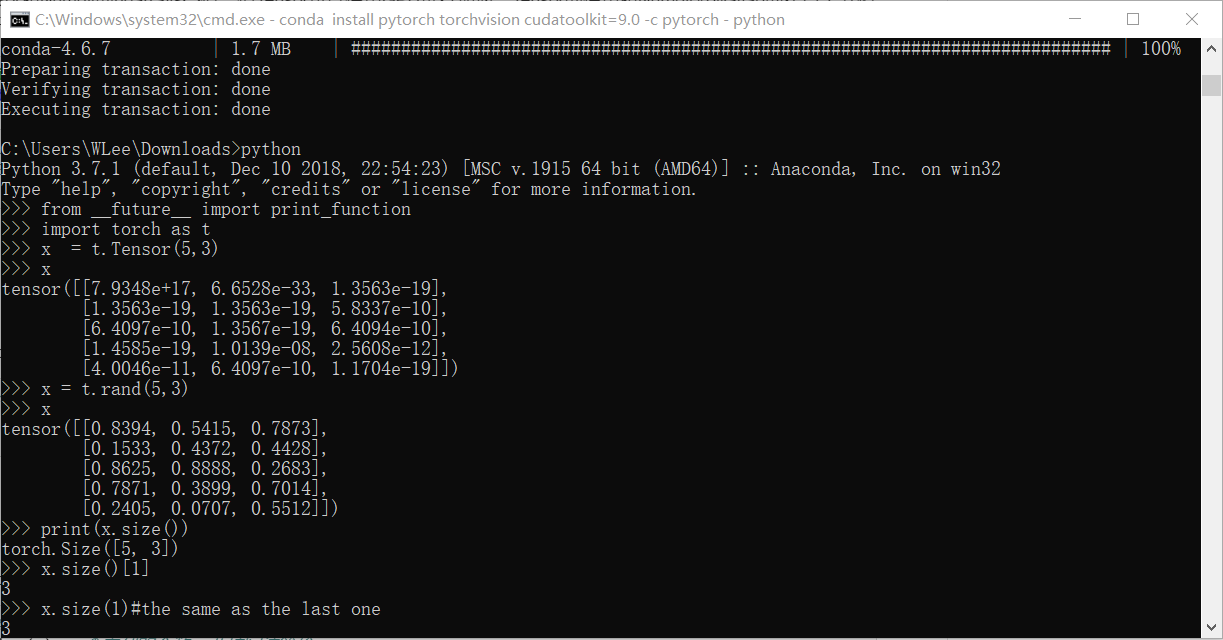 C:\Windows\system32\cmd.exe - conda  install pytorch torchvision cudatoolkit=9.0 -c pytorch - python
conda-4.6.7          | 1.7 MB    | ############################################################################ | 100%
Preparing transaction: done
Verifying transaction: done
Executing transaction: done
C:\Users\WLee\Downloads>python
Python 3.7.1 (default, Dec 10 2018, 22:54:23) [MSC v.1915 64 bit (AMD64)] :: Anaconda, Inc. on win32
Type "help", "copyright", "credits" or "license" for more information.
>>> from __future__ import print_function
>>> import torch as t
>>> x  = t.Tensor(5,3)
>>> x
tensor([[7.9348e+17, 6.6528e-33, 1.3563e-19],
        [1.3563e-19, 1.3563e-19, 5.8337e-10],
        [6.4097e-10, 1.3567e-19, 6.4094e-10],
        [1.4585e-19, 1.0139e-08, 2.5608e-12],
        [4.0046e-11, 6.4097e-10, 1.1704e-19]])
>>> x = t.rand(5,3)
>>> x
tensor([[0.8394, 0.5415, 0.7873],
        [0.1533, 0.4372, 0.4428],
        [0.8625, 0.8888, 0.2683],
        [0.7871, 0.3899, 0.7014],
        [0.2405, 0.0707, 0.5512]])
>>> print(x.size())
torch.Size([5, 3])
>>> x.size()[1]
3
>>> x.size(1)#the same as the last one
3